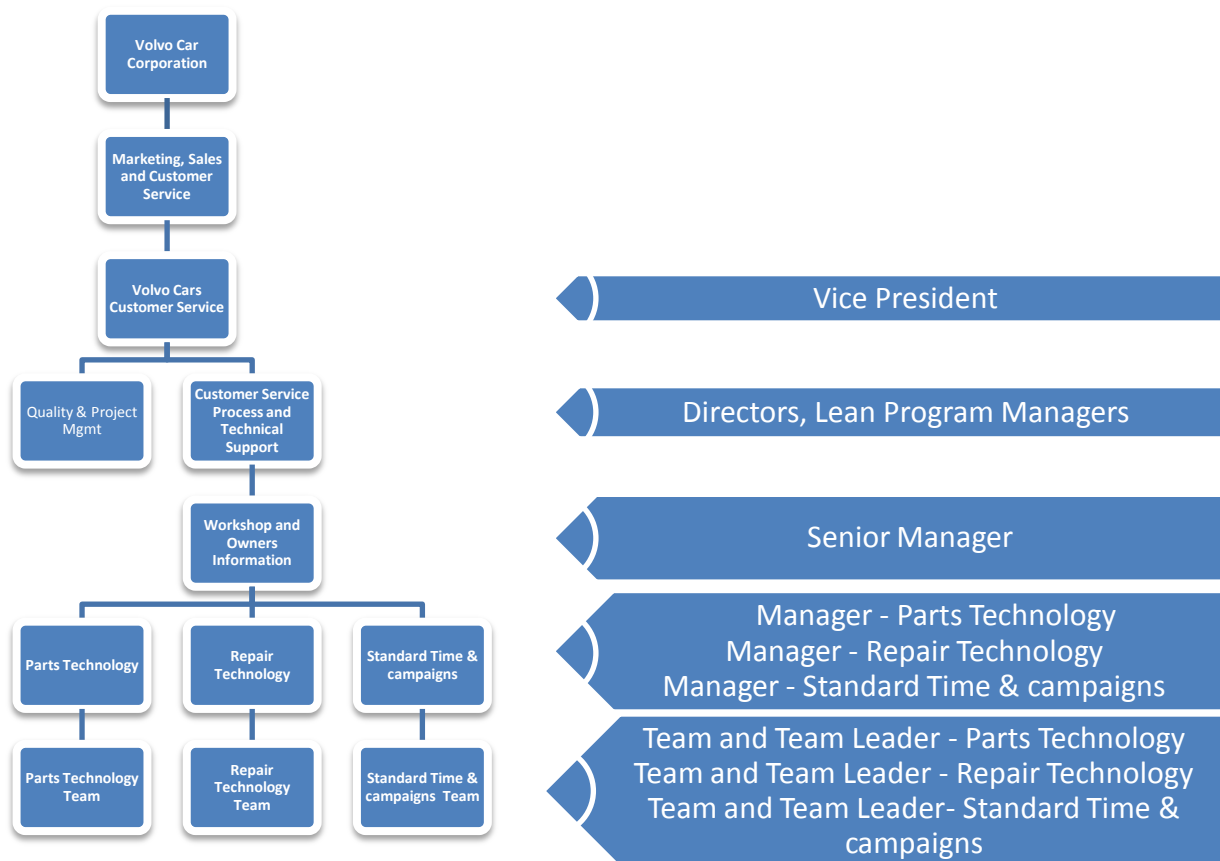 Volvo Car
Corporation
Marketing, Sales
and Customer
Service
Volvo Cars
Customer Service
Vice President
Quality & Project
Mgmt
Customer Service
Process and
Technical
Support
Directors, Lean Program Managers
Workshop and
Owners
Information
Senior Manager
Parts Technology
Repair
Technology
Standard Time &
campaigns
Manager - Parts Technology
Manager - Repair Technology
Manager - Standard Time & campaigns
Parts Technology
Team
Repair
Technology
Team
Standard Time &
campaigns Team
Team and Team Leader - Parts Technology
Team and Team Leader - Repair Technology
Team and Team Leader- Standard Time &
campaigns